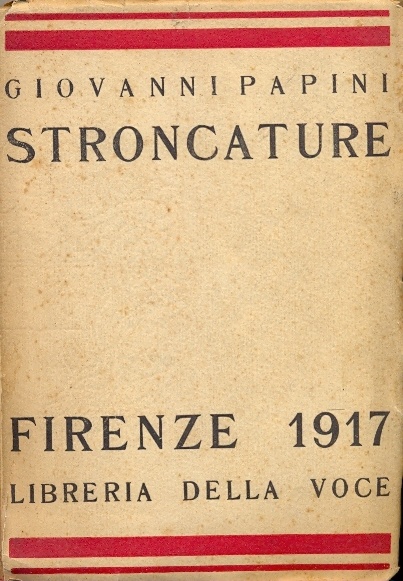 GIOVANNI PAPINI
STRONCATURE
FIRENZE 1917
LIBRERIA DELLA VOCE